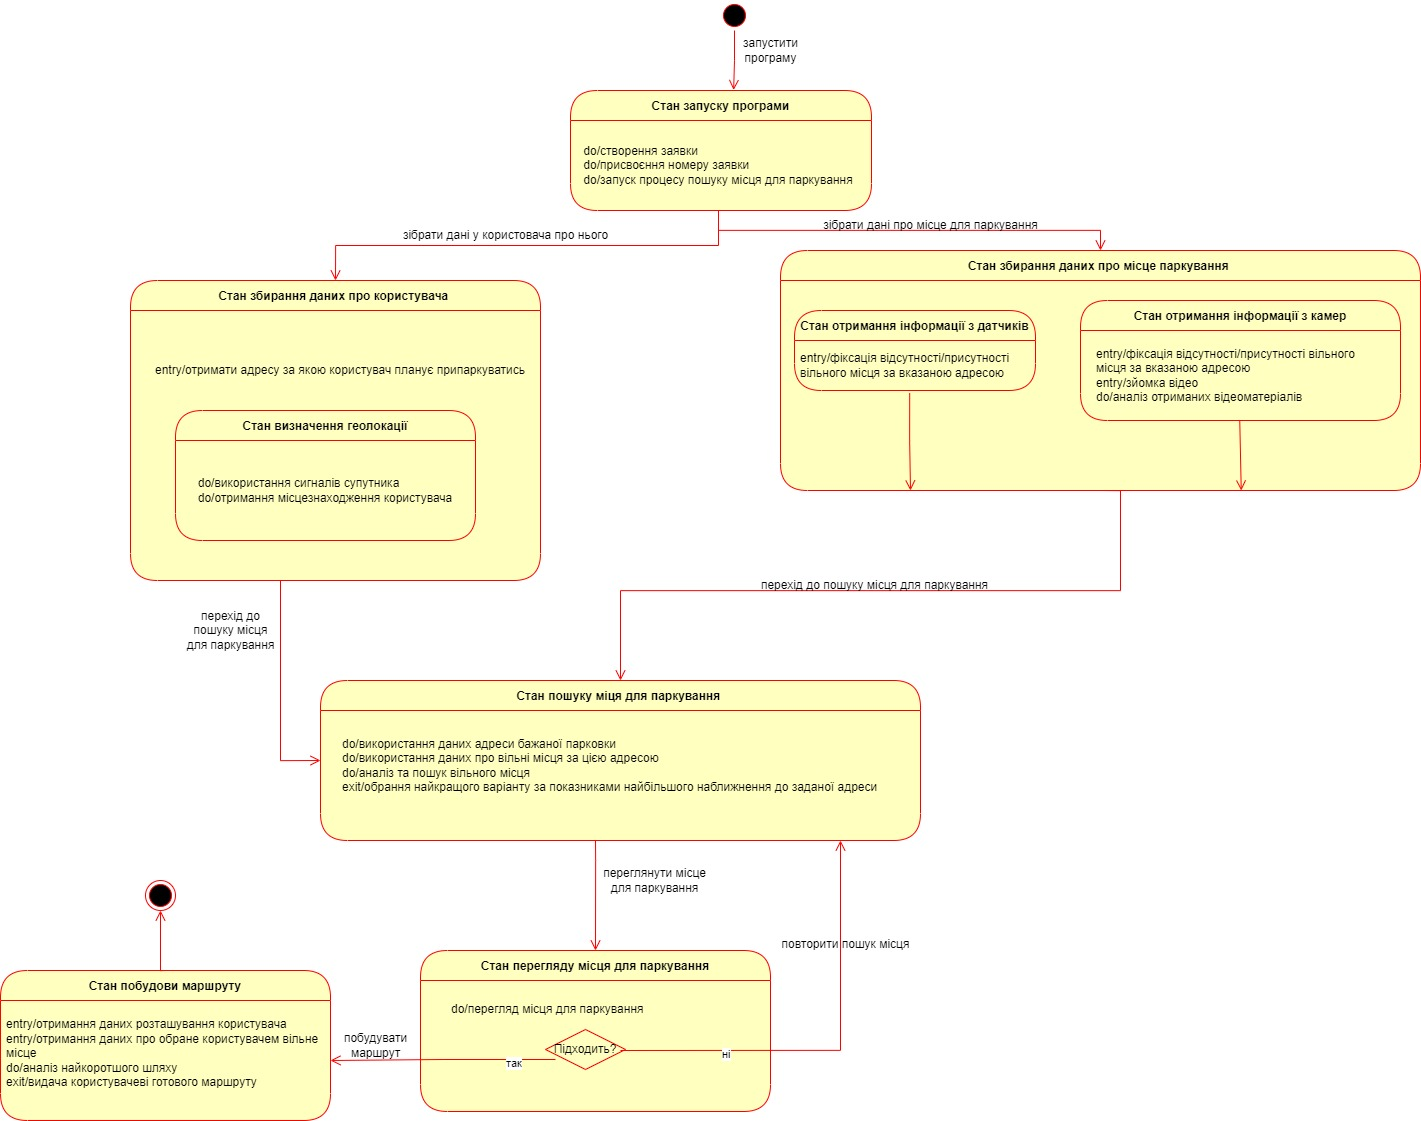 запустити
програму
Стан запуску програми
do/створення заявки
do/присвоєння номеру заявки
do/запуск процесу пошуку місця для паркування
зібрати дані у користовача про нього
зібрати дані про місце для паркування
Стан збирання даних про користувача
entry/отримати адресу за якою користувач планує припаркуватись
Стан визначення геолокації
do/використання сигналів супутника
do/отримання місцезнаходження користувача
Стан збирання даних про місце паркування
Стан отримання інформації з датчиків
entry/фіксація відсутності/присутності
вільного місця за вказаною адресою
Стан отримання інформації з камер
entry/фіксація відсутності/присутності вільного
місця за вказаною адресою
entry/зйомка відео
do/аналіз отриманих відеоматеріалів
перехід до
пошуку місця
для паркування
перехід до пошуку місця для паркування
Стан пошуку міця для паркування
do/використання даних адреси бажаної парковки
do/використання даних про вільні місця за цією адресою
do/аналіз та пошук вільного місця
exit/обрання найкращого варіанту за показниками найбільшого наближнення до заданої адреси
переглянути місце
для паркування
повторити пошук місця
Стан перегляду місця для паркування
do/перегляд місця для паркування
Підходить?
так
ні
побудувати
маршрут
Стан побудови маршруту
entry/отримання даних розташування користувача
entry/отримання даних про обране користувачем вільне
місце
do/аналіз найкоротшого шляху
exit/видача користувачеві готового маршруту